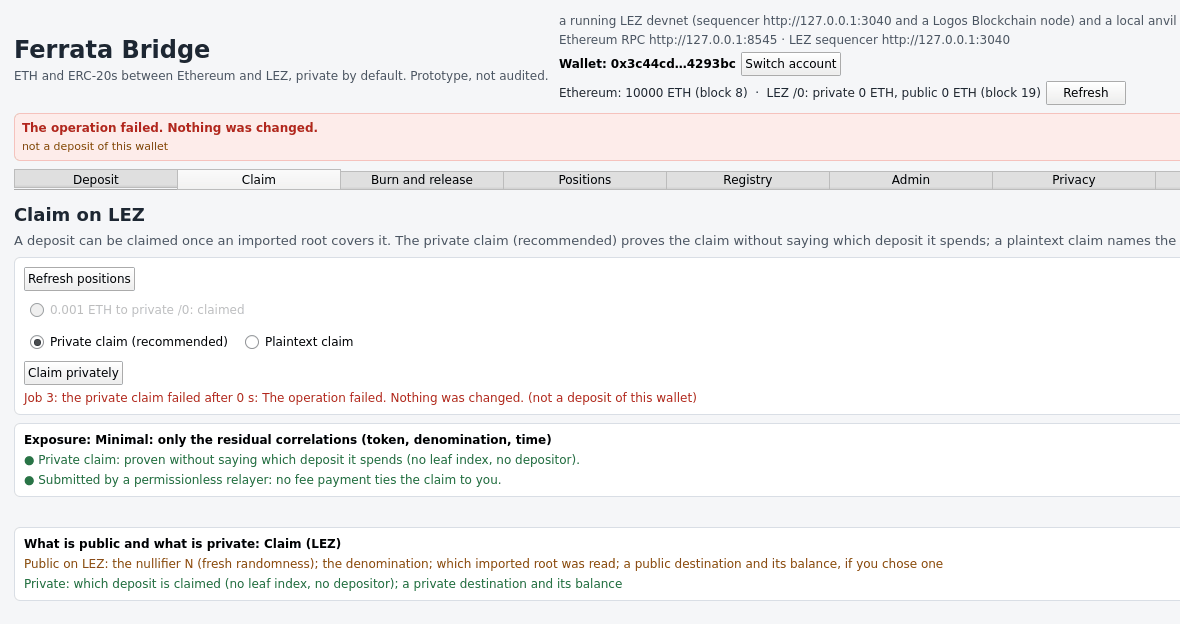 Ferrata Bridge
ETH and ERC-20s between Ethereum and LEZ, private by default. Prototype, not audited.
a running LEZ devnet (sequencer http://127.0.0.1:3040 and a Logos Blockchain node) and a local anvil
Ethereum RPC http://127.0.0.1:8545 · LEZ sequencer http://127.0.0.1:3040
Wallet: 0x3c44cd…4293bc Switch account
Ethereum: 10000 ETH (block 8) · LEZ /0: private 0 ETH, public 0 ETH (block 19) Refresh
The operation failed. Nothing was changed.
not a deposit of this wallet
Deposit Claim Burn and release Positions Registry Admin Privacy
Claim on LEZ
A deposit can be claimed once an imported root covers it. The private claim (recommended) proves the claim without saying which deposit it spends; a plaintext claim names the
Refresh positions
0.001 ETH to private /0: claimed
Private claim (recommended) Plaintext claim
Claim privately
Job 3: the private claim failed after 0 s: The operation failed. Nothing was changed. (not a deposit of this wallet)
Exposure: Minimal: only the residual correlations (token, denomination, time)
● Private claim: proven without saying which deposit it spends (no leaf index, no depositor).
● Submitted by a permissionless relayer: no fee payment ties the claim to you.
What is public and what is private: Claim (LEZ)
Public on LEZ: the nullifier N (fresh randomness); the denomination; which imported root was read; a public destination and its balance, if you chose one
Private: which deposit is claimed (no leaf index, no depositor); a private destination and its balance